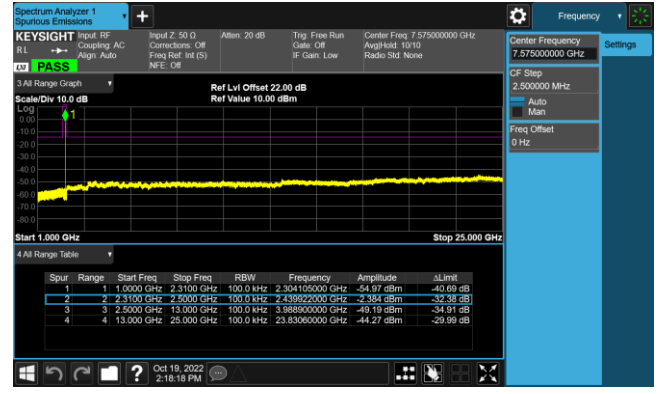 Spectrum Analyzer 1
Spurious Emissions
Frequency
KEYSIGHT Input: RF Input Z: 50 Ω Atten: 20 dB Trig: Free Run Center Freq: 7.575000000 GHz
RL Coupling: AC Corrections: Off Gate: Off Avg|Hold: 10/10
Align: Auto Freq Ref: Int (S) IF Gain: Low Radio Std: None
LXI PASS NFE: Off
Center Frequency
7.575000000 GHz
Settings
CF Step
2.500000 MHz
Auto
Man
Freq Offset
0 Hz
3 All Range Graph
Ref Lvl Offset 22.00 dB
Scale/Div 10.0 dB Ref Value 10.00 dBm
Log
1
0.00
-10.0
-20.0
-30.0
-40.0
-50.0
-60.0
-70.0
-80.0
Start 1.000 GHz Stop 25.000 GHz
4 All Range Table
Spur Range Start Freq Stop Freq RBW Frequency Amplitude ΔLimit
1 1 1.0000 GHz 2.3100 GHz 100.0 kHz 2.304105000 GHz -54.97 dBm -40.69 dB
2 2 2.3100 GHz 2.5000 GHz 100.0 kHz 2.439922000 GHz -2.384 dBm -32.38 dB
3 3 2.5000 GHz 13.000 GHz 100.0 kHz 3.988900000 GHz -49.19 dBm -34.91 dB
4 4 13.000 GHz 25.000 GHz 100.0 kHz 23.83060000 GHz -44.27 dBm -29.99 dB
Oct 19, 2022
2:18:18 PM